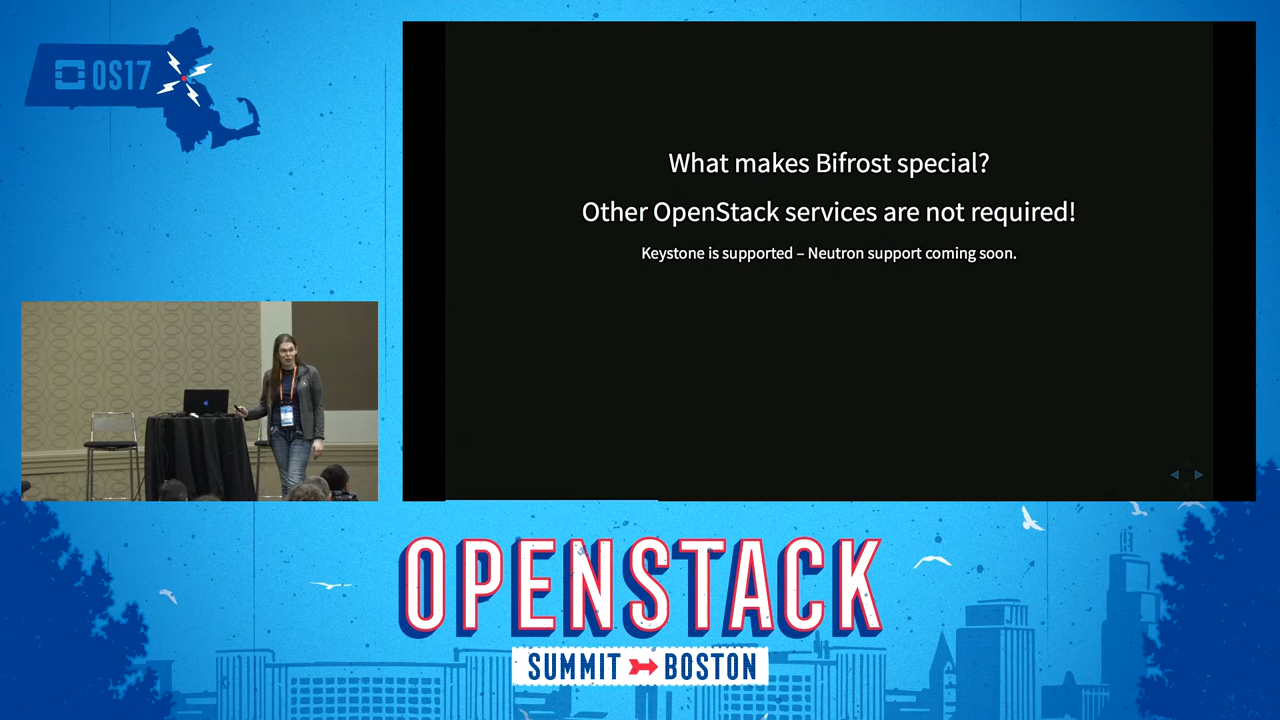 OS17
What makes Bifrost special?
Other OpenStack services are not required!
Keystone is supported – Neutron support coming soon.
OPENSTACK
SUMMIT BOSTON